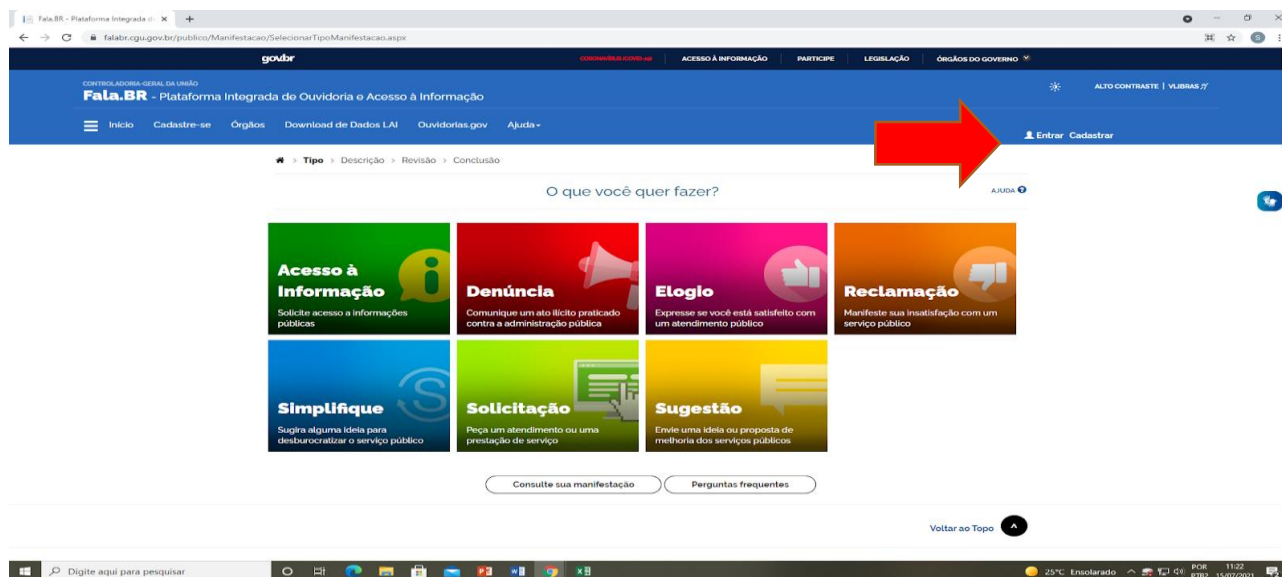 Fala.BR - Plataforma Integrada d
falabr.cgu.gov.br/publico/Manifestacao/SelecionarTipoManifestacao.aspx
S
govbr
CORONAVÍRUS (COVID-19)
ACESSO À INFORMAÇÃO
PARTICIPE
LEGISLAÇÃO
ÓRGÃOS DO GOVERNO
CONTROLADORIA-GERAL DA UNIÃO
Fala.BR - Plataforma Integrada de Ouvidoria e Acesso à Informação
ALTO CONTRASTE | VLIBRAS
Início Cadastre-se Órgãos Download de Dados LAI Ouvidorias.gov Ajuda
Entrar Cadastrar
> Tipo > Descrição > Revisão > Conclusão
O que você quer fazer?
AJUDA
Acesso à
Informação
Solicite acesso a informações
públicas
Denúncia
Comunique um ato ilícito praticado
contra a administração pública
Elogio
Expresse se você está satisfeito com
um atendimento público
Reclamação
Manifeste sua insatisfação com um
serviço público
Simplifique
Sugira alguma ideia para
desburocratizar o serviço público
Solicitação
Peça um atendimento ou uma
prestação de serviço
Sugestão
Envie uma ideia ou proposta de
melhoria dos serviços públicos
Consulte sua manifestação
Perguntas frequentes
Voltar ao Topo
Digite aqui para pesquisar
25°C Ensolarado
POR
PTB2
11:22
15/07/2021